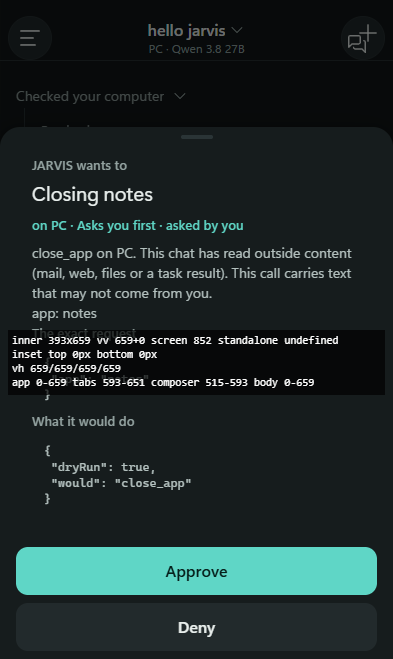 hello jarvis
PC · Qwen 3.8 27B
Checked your computer
JARVIS wants to
Closing notes
on PC · Asks you first · asked by you
close_app on PC. This chat has read outside content
(mail, web, files or a task result). This call carries text
that may not come from you.
app: notes
The exact request
inner 393x659 vv 659+0 screen 852 standalone undefined
inset top 0px bottom 0px
vh 659/659/659/659
app 0-659 tabs 593-651 composer 515-593 body 0-659
}
What it would do
{
"dryRun": true,
"would": "close_app"
}
Approve
Deny